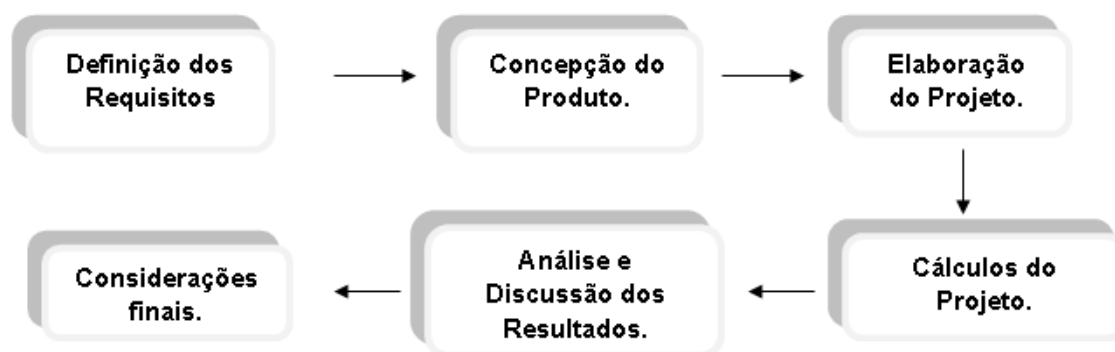 Definição dos
Requisitos
Concepção do
Produto.
Elaboração
do Projeto.
Cálculos do
Projeto.
Análise e
Discussão dos
Resultados.
Considerações
finais.